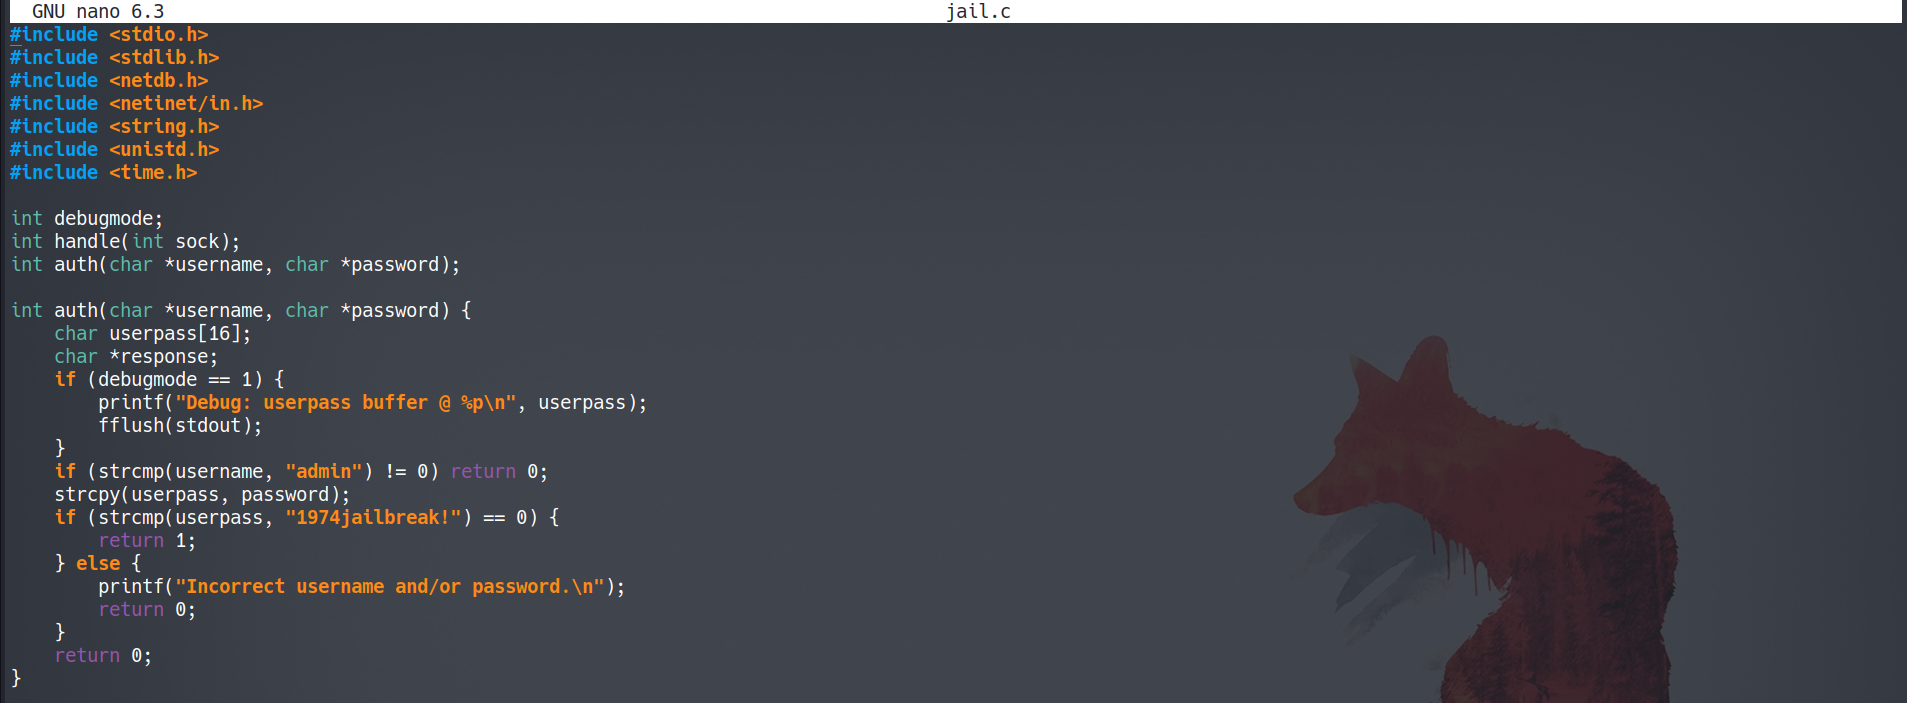 GNU nano 6.3 jail.c
#include <stdio.h>
#include <stdlib.h>
#include <netdb.h>
#include <netinet/in.h>
#include <string.h>
#include <unistd.h>
#include <time.h>

int debugmode;
int handle(int sock);
int auth(char *username, char *password);

int auth(char *username, char *password) {
    char userpass[16];
    char *response;
    if (debugmode == 1) {
        printf("Debug: userpass buffer @ %p\n", userpass);
        fflush(stdout);
    }
    if (strcmp(username, "admin") != 0) return 0;
    strcpy(userpass, password);
    if (strcmp(userpass, "1974jailbreak!") == 0) {
        return 1;
    } else {
        printf("Incorrect username and/or password.\n");
        return 0;
    }
    return 0;
}